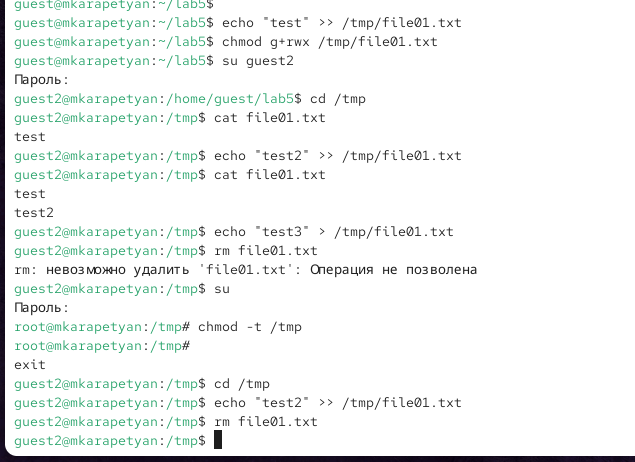 guest@mkarapetyan:~/lab5$
guest@mkarapetyan:~/lab5$ echo "test" >> /tmp/file01.txt
guest@mkarapetyan:~/lab5$ chmod g+rwx /tmp/file01.txt
guest@mkarapetyan:~/lab5$ su guest2
Пароль:
guest2@mkarapetyan:/home/guest/lab5$ cd /tmp
guest2@mkarapetyan:/tmp$ cat file01.txt
test
guest2@mkarapetyan:/tmp$ echo "test2" >> /tmp/file01.txt
guest2@mkarapetyan:/tmp$ cat file01.txt
test
test2
guest2@mkarapetyan:/tmp$ echo "test3" > /tmp/file01.txt
guest2@mkarapetyan:/tmp$ rm file01.txt
rm: невозможно удалить 'file01.txt': Операция не позволена
guest2@mkarapetyan:/tmp$ su
Пароль:
root@mkarapetyan:/tmp# chmod -t /tmp
root@mkarapetyan:/tmp#
exit
guest2@mkarapetyan:/tmp$ cd /tmp
guest2@mkarapetyan:/tmp$ echo "test2" >> /tmp/file01.txt
guest2@mkarapetyan:/tmp$ rm file01.txt
guest2@mkarapetyan:/tmp$